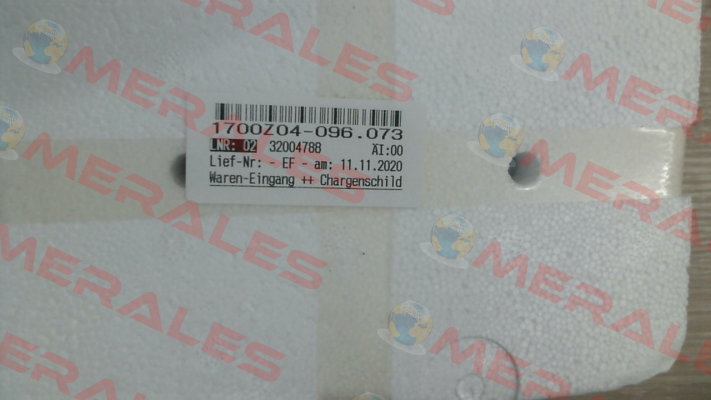 1700Z04-096.073
LNR: 02 32004788 ÄI:00
Lief-Nr: - EF - am: 11.11.2020
Waren-Eingang ++ Chargenschild
MERALES
MERALES
MERALES
MERALES
MERALES
MERALES